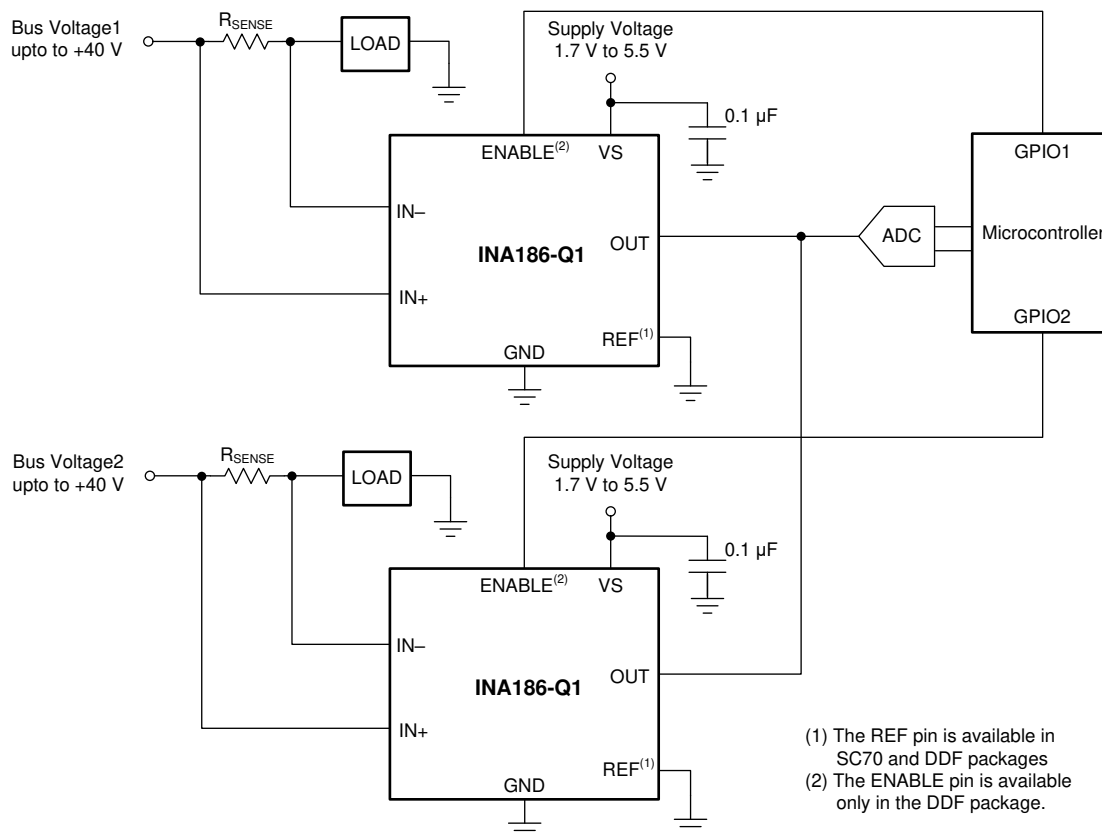 Bus Voltage1
upto to +40 V
RSENSE
LOAD
Supply Voltage
1.7 V to 5.5 V
0.1 µF
ENABLE(2)
VS
IN–
IN+
INA186-Q1
OUT
REF(1)
GND
ADC
GPIO1
Microcontroller
GPIO2
Bus Voltage2
upto to +40 V
RSENSE
LOAD
Supply Voltage
1.7 V to 5.5 V
0.1 µF
ENABLE(2)
VS
IN–
IN+
INA186-Q1
OUT
REF(1)
GND
(1) The REF pin is available in
SC70 and DDF packages
(2) The ENABLE pin is available
only in the DDF package.